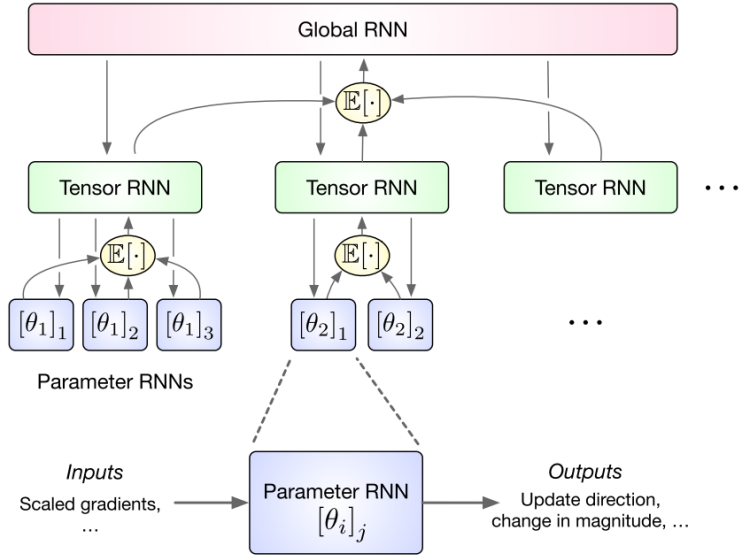 Global RNN
𝔼[·]
Tensor RNN
Tensor RNN
Tensor RNN
...
𝔼[·]
𝔼[·]
[θ₁]₁
[θ₁]₂
[θ₁]₃
[θ₂]₁
[θ₂]₂
...
Parameter RNNs
Inputs
Scaled gradients,
...
Parameter RNN
[θᵢ]ⱼ
Outputs
Update direction,
change in magnitude, ...